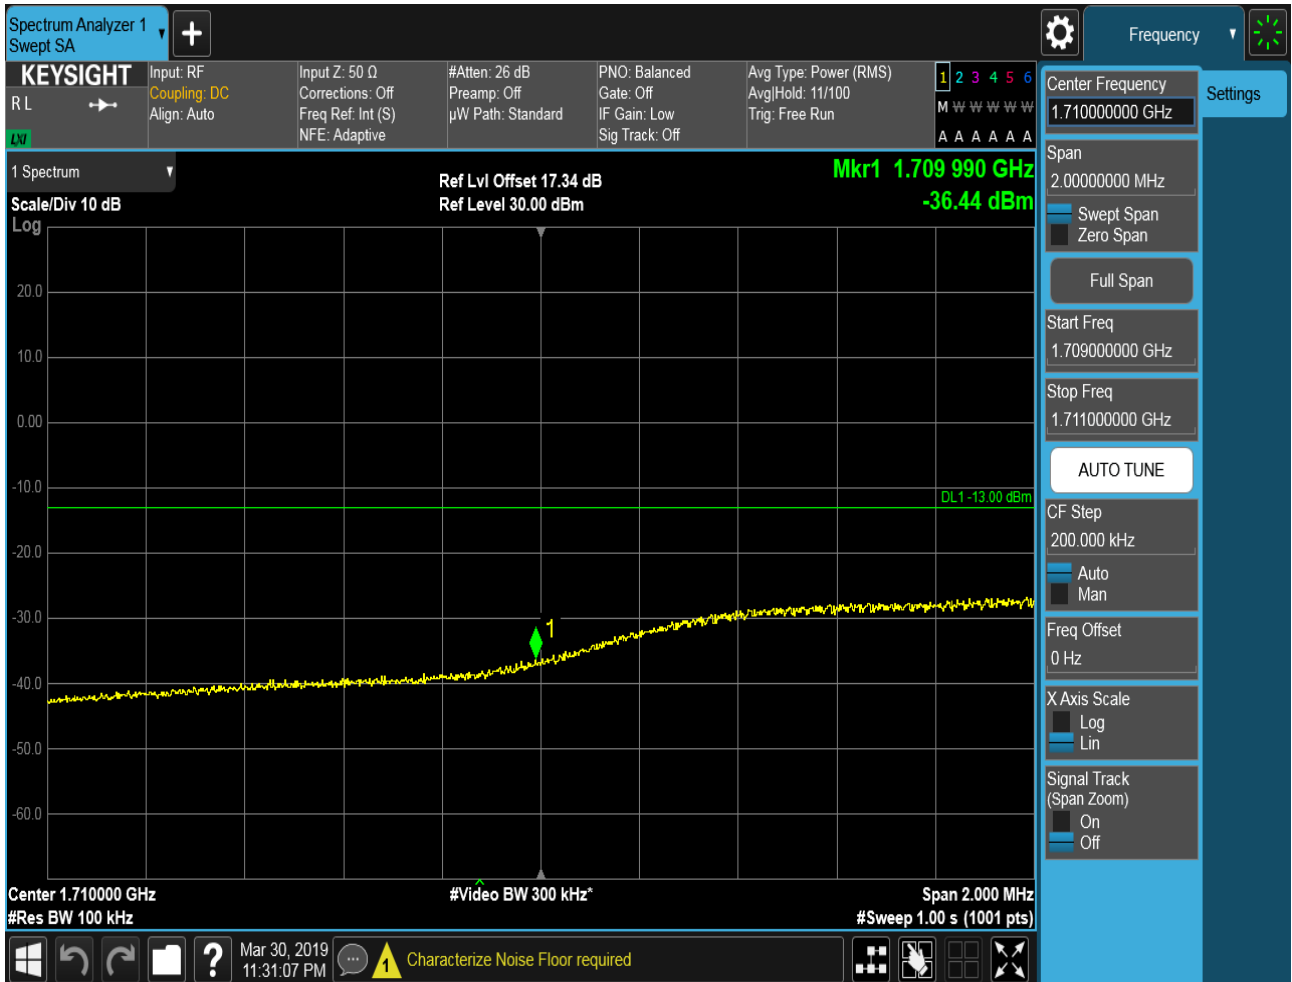 Spectrum Analyzer 1
Swept SA
+
Frequency
KEYSIGHT
R L
LXI
Input: RF
Coupling: DC
Align: Auto
Input Z: 50 Ω
Corrections: Off
Freq Ref: Int (S)
NFE: Adaptive
#Atten: 26 dB
Preamp: Off
µW Path: Standard
PNO: Balanced
Gate: Off
IF Gain: Low
Sig Track: Off
Avg Type: Power (RMS)
Avg|Hold: 11/100
Trig: Free Run
1 2 3 4 5 6
M W W W W W
A A A A A A
1 Spectrum
Scale/Div 10 dB
Log
Ref Lvl Offset 17.34 dB
Ref Level 30.00 dBm
Mkr1 1.709 990 GHz
-36.44 dBm
20.0
10.0
0.00
-10.0
-20.0
-30.0
-40.0
-50.0
-60.0
DL1 -13.00 dBm
1
Center 1.710000 GHz
#Res BW 100 kHz
#Video BW 300 kHz*
Span 2.000 MHz
#Sweep 1.00 s (1001 pts)
Center Frequency
1.710000000 GHz
Settings
Span
2.00000000 MHz
Swept Span
Zero Span
Full Span
Start Freq
1.709000000 GHz
Stop Freq
1.711000000 GHz
AUTO TUNE
CF Step
200.000 kHz
Auto
Man
Freq Offset
0 Hz
X Axis Scale
Log
Lin
Signal Track
(Span Zoom)
On
Off
?
Mar 30, 2019
11:31:07 PM
1
Characterize Noise Floor required